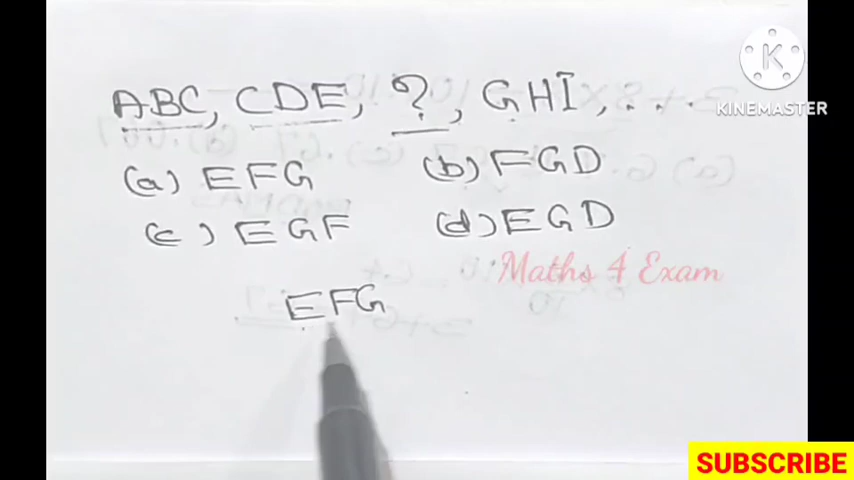 ABC, CDE, ?, GHI, ....
KINEMASTER
(a) EFG (b) FGD
(c) EGF (d) EGD
Maths 4 Exam
EFG
SUBSCRIBE